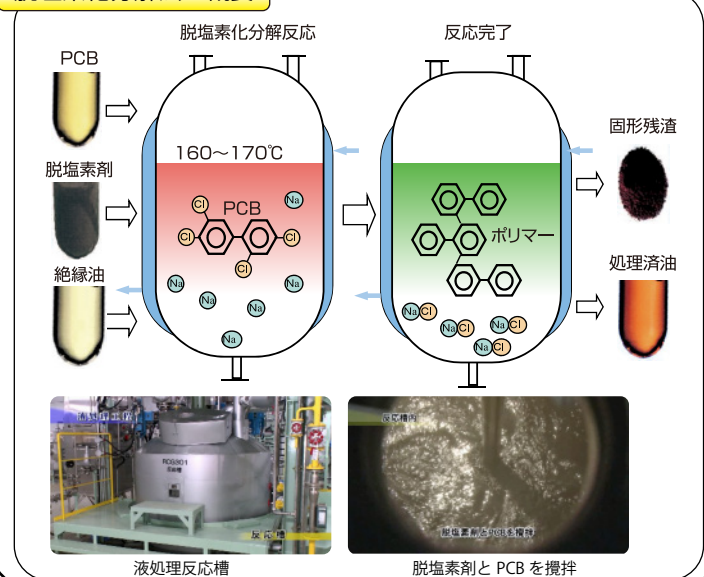 脱塩素化分解反応
反応完了
PCB
脱塩素剤
絶縁油
160～170℃
Cl
Na
PCB
Cl
Cl
Cl
Na
Na
Na
Na
Na
ポリマー
Na Cl
Na Cl
Na Cl
Na Cl
固形残渣
処理済油
反応槽
反応槽内
脱塩素剤とPCBを攪拌
液処理反応槽
脱塩素剤と PCB を攪拌